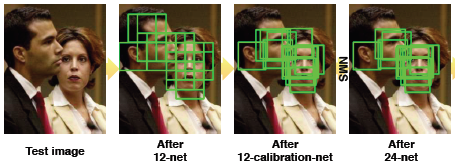 NMS
Test image
After
12-net
After
12-calibration-net
After
24-net